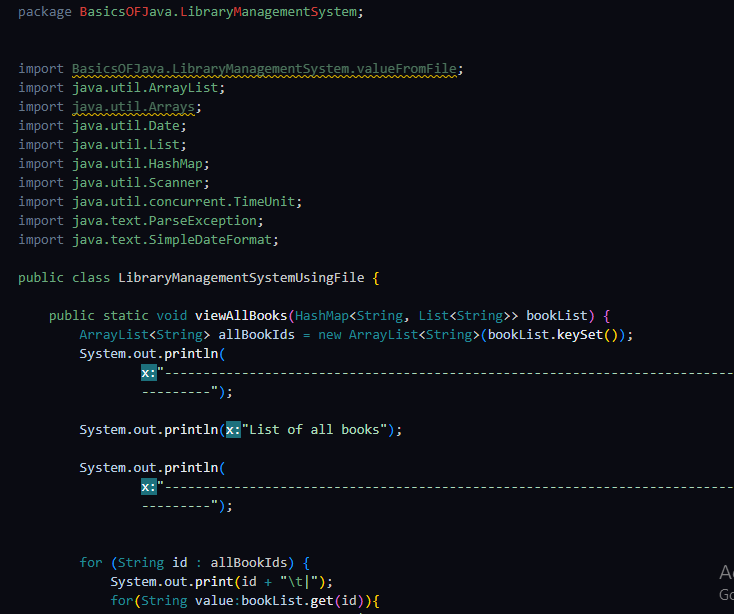 package BasicsOFJava.LibraryManagementSystem;
import BasicsOFJava.LibraryManagementSystem.valueFromFile;
import java.util.ArrayList;
import java.util.Arrays;
import java.util.Date;
import java.util.List;
import java.util.HashMap;
import java.util.Scanner;
import java.util.concurrent.TimeUnit;
import java.text.ParseException;
import java.text.SimpleDateFormat;
public class LibraryManagementSystemUsingFile {
public static void viewAllBooks(HashMap<String, List<String>> bookList) {
ArrayList<String> allBookIds = new ArrayList<String>(bookList.keySet());
System.out.println(
x:"--------------------------------------------------------------------------
---------");
System.out.println(x:"List of all books");
System.out.println(
x:"--------------------------------------------------------------------------
---------");
for (String id : allBookIds) {
System.out.print(id + "\t|");
for(String value:bookList.get(id)){